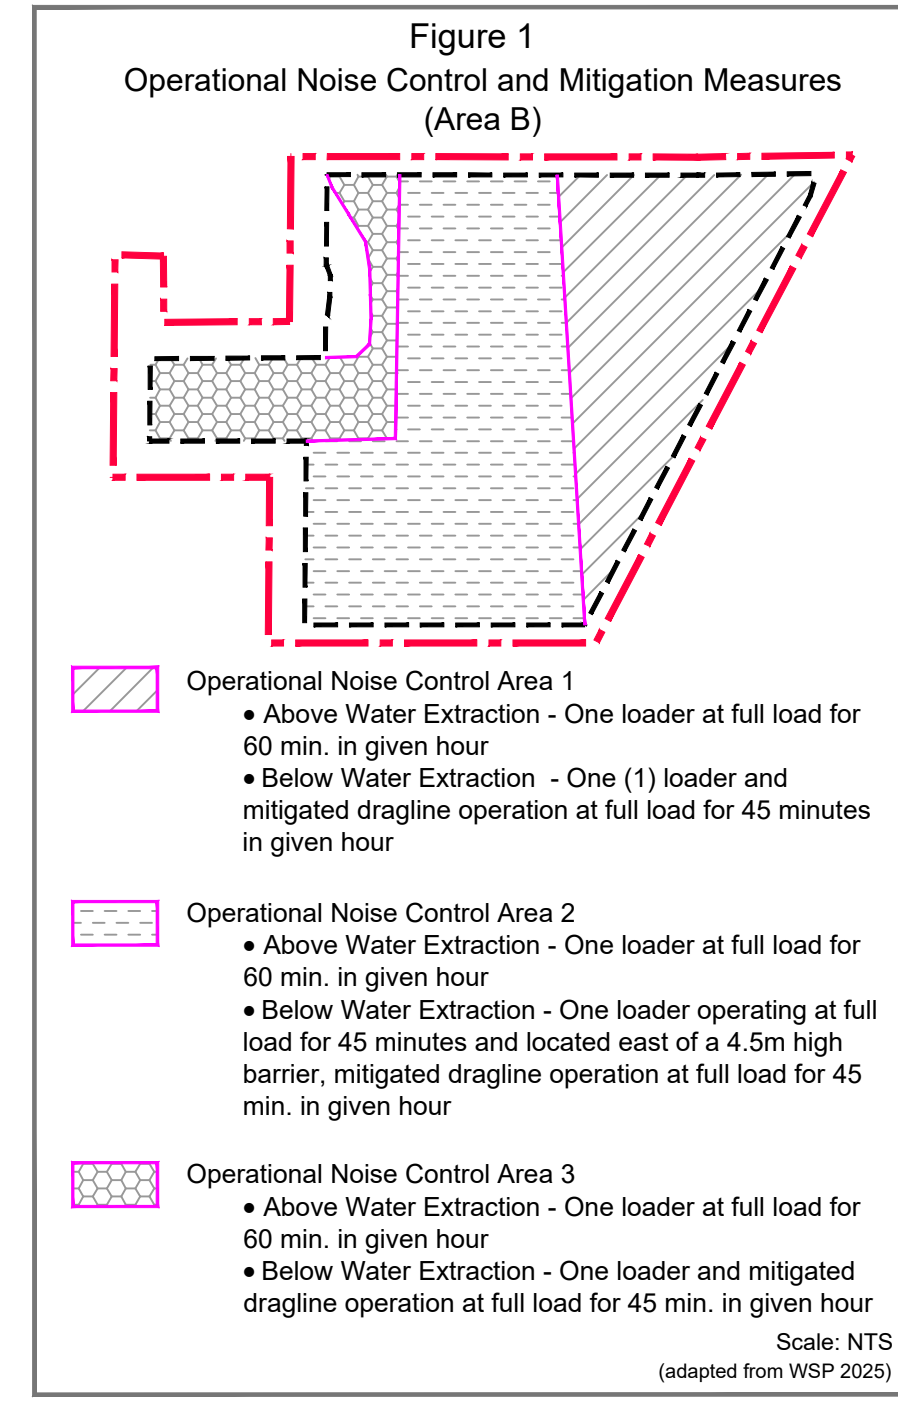 Figure 1
Operational Noise Control and Mitigation Measures
(Area B)
Operational Noise Control Area 1
• Above Water Extraction - One loader at full load for
60 min. in given hour
• Below Water Extraction - One (1) loader and
mitigated dragline operation at full load for 45 minutes
in given hour
Operational Noise Control Area 2
• Above Water Extraction - One loader at full load for
60 min. in given hour
• Below Water Extraction - One loader operating at full
load for 45 minutes and located east of a 4.5m high
barrier, mitigated dragline operation at full load for 45
min. in given hour
Operational Noise Control Area 3
• Above Water Extraction - One loader at full load for
60 min. in given hour
• Below Water Extraction - One loader and mitigated
dragline operation at full load for 45 min. in given hour
Scale: NTS
(adapted from WSP 2025)